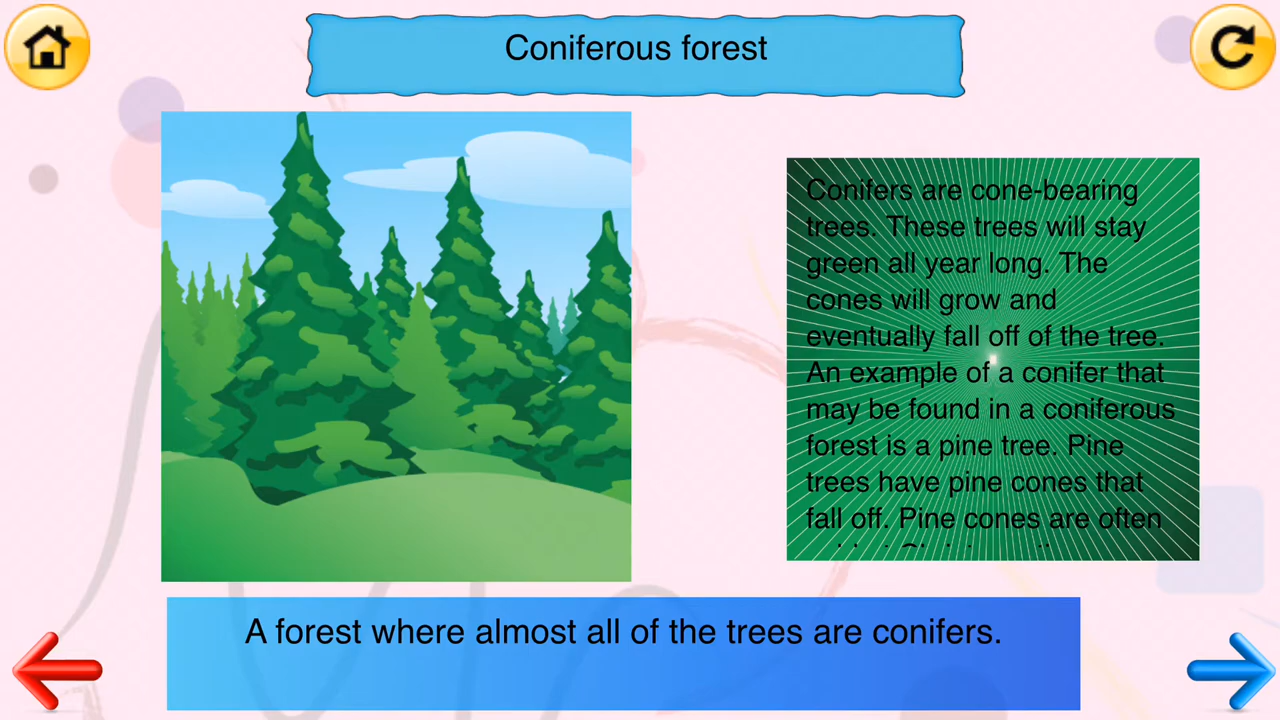 Coniferous forest
Conifers are cone-bearing
trees. These trees will stay
green all year long. The
cones will grow and
eventually fall off of the tree.
An example of a conifer that
may be found in a coniferous
forest is a pine tree. Pine
trees have pine cones that
fall off. Pine cones are often
A forest where almost all of the trees are conifers.